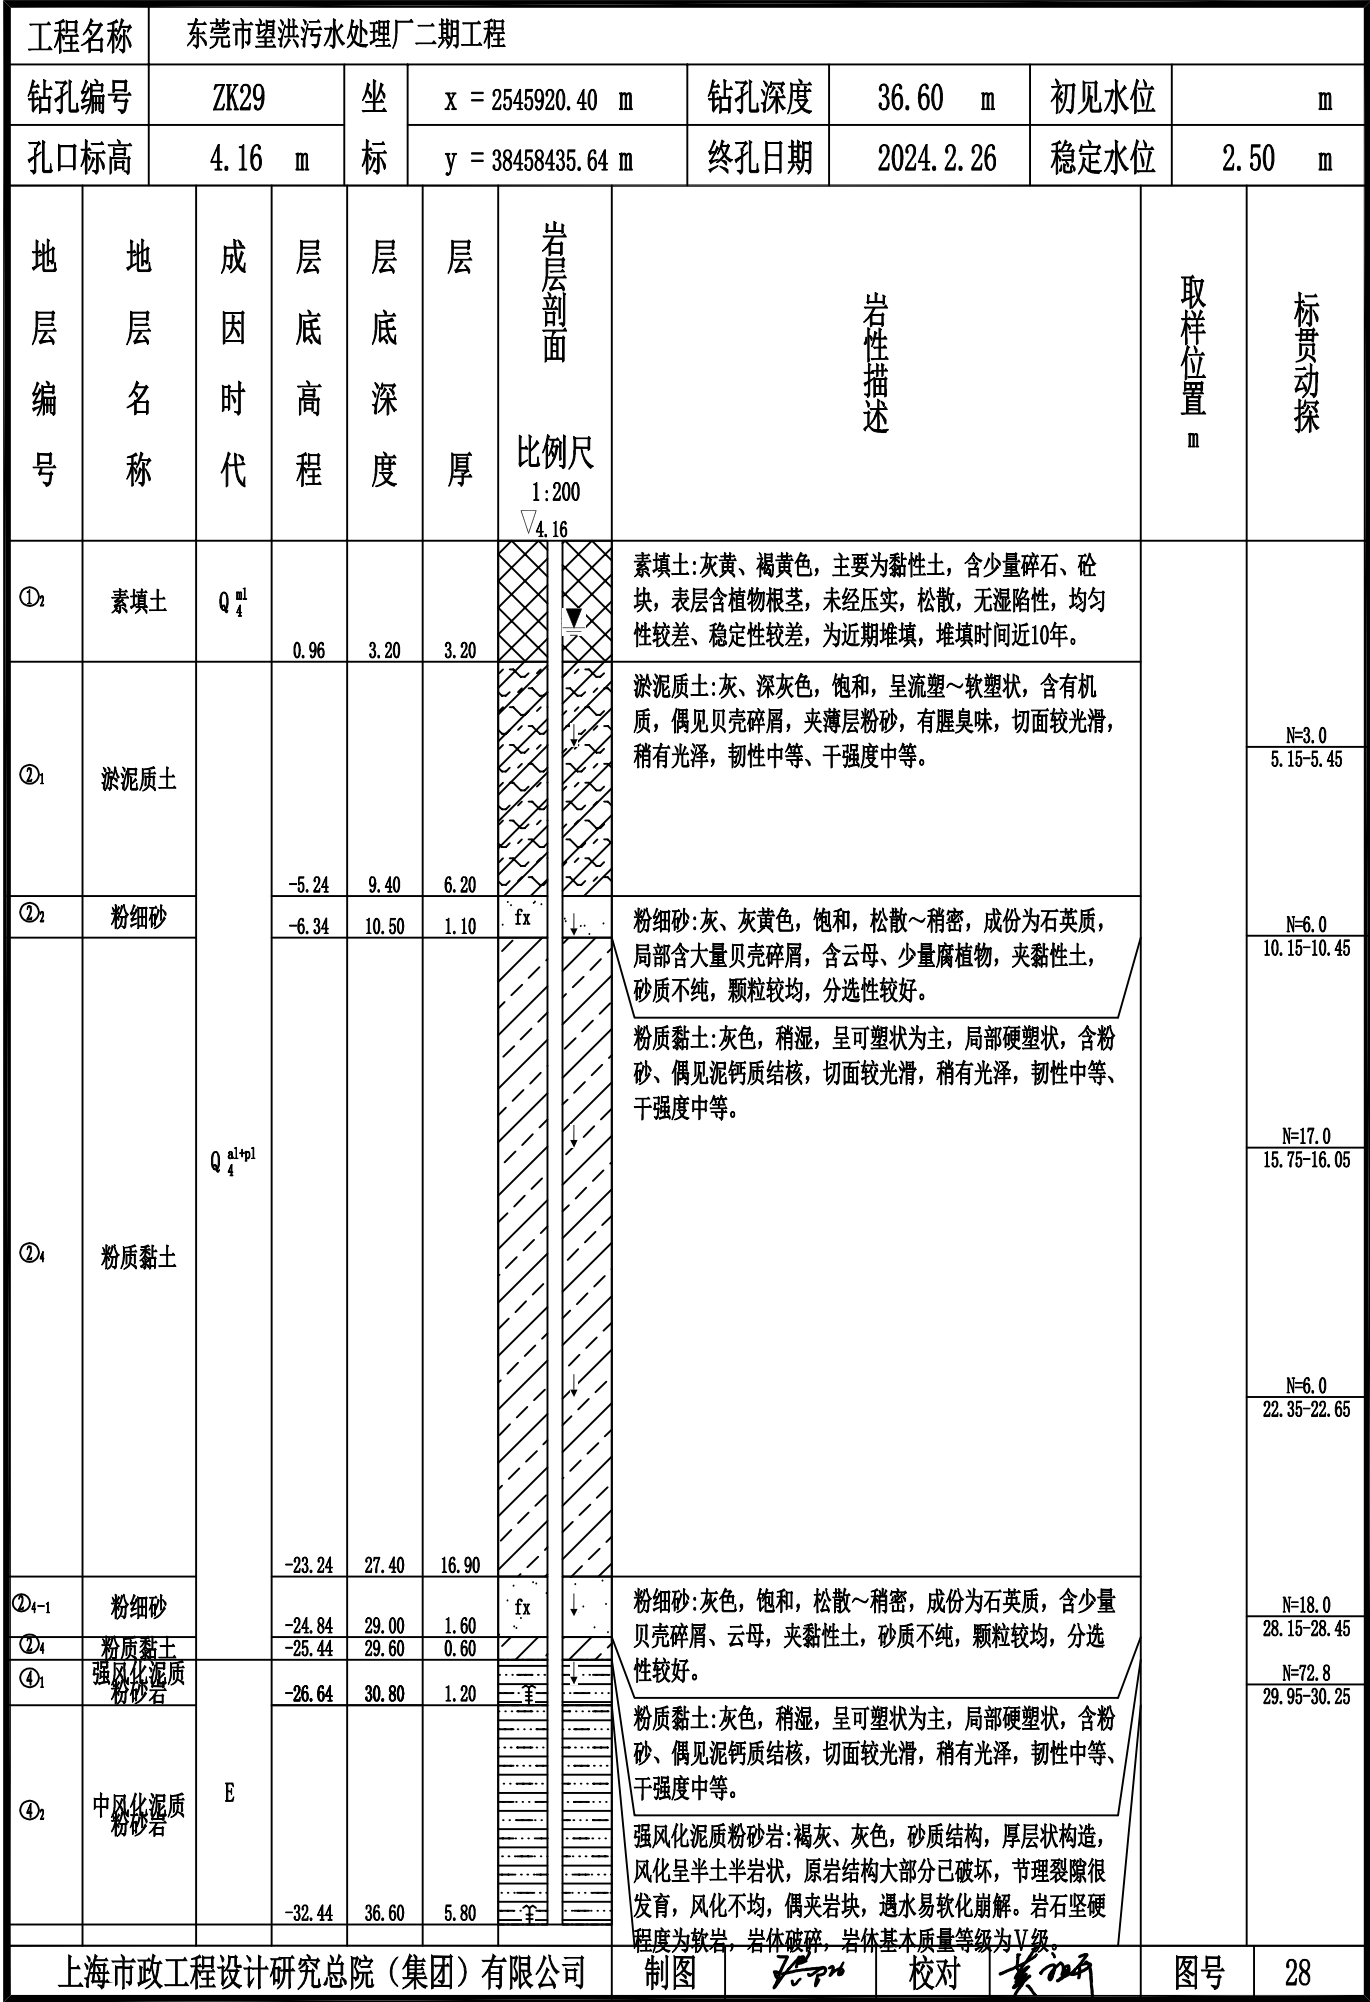 工程名称 东莞市望洪污水处理厂二期工程
钻孔编号 ZK29 坐 x = 2545920.40 m 钻孔深度 36.60 m 初见水位 m
孔口标高 4.16 m 标 y = 38458435.64 m 终孔日期 2024.2.26 稳定水位 2.50 m
地层编号 地层名称 成因时代 层底高程 层底深度 层厚 岩层剖面 岩性描述 取样位置 m 标贯动探
比例尺
1:200
4.16
①2 素填土 Q4ml 0.96 3.20 3.20
素填土:灰黄、褐黄色，主要为黏性土，含少量碎石、砼
块，表层含植物根茎，未经压实，松散，无湿陷性，均匀
性较差、稳定性较差，为近期堆填，堆填时间近10年。
②1 淤泥质土 -5.24 9.40 6.20
淤泥质土:灰、深灰色，饱和，呈流塑～软塑状，含有机
质，偶见贝壳碎屑，夹薄层粉砂，有腥臭味，切面较光滑，
稍有光泽，韧性中等、干强度中等。
N=3.0
5.15-5.45
②2 粉细砂 -6.34 10.50 1.10
fx
粉细砂:灰、灰黄色，饱和，松散～稍密，成份为石英质，
局部含大量贝壳碎屑，含云母、少量腐植物，夹黏性土，
砂质不纯，颗粒较均，分选性较好。
N=6.0
10.15-10.45
粉质黏土:灰色，稍湿，呈可塑状为主，局部硬塑状，含粉
砂、偶见泥钙质结核，切面较光滑，稍有光泽，韧性中等、
干强度中等。
Q4al+pl
N=17.0
15.75-16.05
②4 粉质黏土 -23.24 27.40 16.90
N=6.0
22.35-22.65
②4-1 粉细砂 -24.84 29.00 1.60
fx
粉细砂:灰色，饱和，松散～稍密，成份为石英质，含少量
贝壳碎屑、云母，夹黏性土，砂质不纯，颗粒较均，分选
性较好。
N=18.0
28.15-28.45
②4 粉质黏土 -25.44 29.60 0.60
④1 强风化泥质
粉砂岩 -26.64 30.80 1.20
N=72.8
29.95-30.25
粉质黏土:灰色，稍湿，呈可塑状为主，局部硬塑状，含粉
砂、偶见泥钙质结核，切面较光滑，稍有光泽，韧性中等、
干强度中等。
E
④2 中风化泥质
粉砂岩 -32.44 36.60 5.80
强风化泥质粉砂岩:褐灰、灰色，砂质结构，厚层状构造，
风化呈半土半岩状，原岩结构大部分已破坏，节理裂隙很
发育，风化不均，偶夹岩块，遇水易软化崩解。岩石坚硬
程度为软岩，岩体破碎，岩体基本质量等级为Ⅴ级。
上海市政工程设计研究总院（集团）有限公司 制图 校对 图号 28